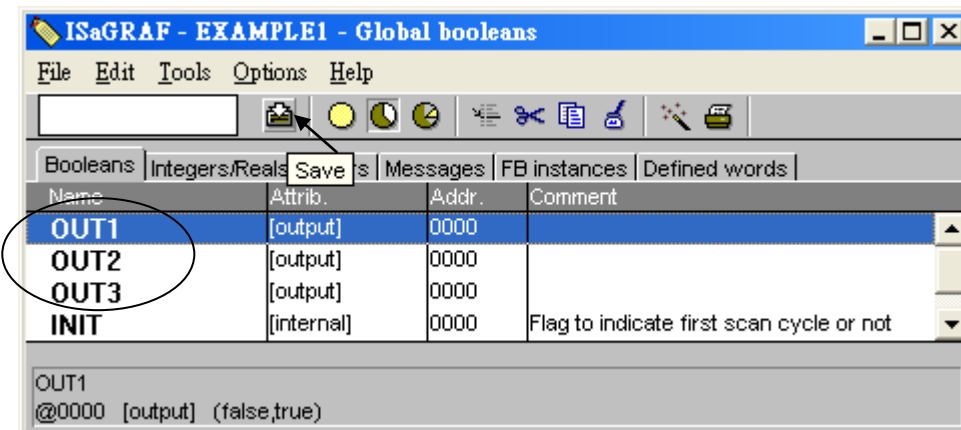 ISaGRAF - EXAMPLE1 - Global booleans
File Edit Tools Options Help
Booleans Integers/Reals s Messages FB instances Defined words
Save
Name Attrib. Addr. Comment
OUT1 [output] 0000
OUT2 [output] 0000
OUT3 [output] 0000
INIT [internal] 0000 Flag to indicate first scan cycle or not
OUT1
@0000 [output] (false,true)